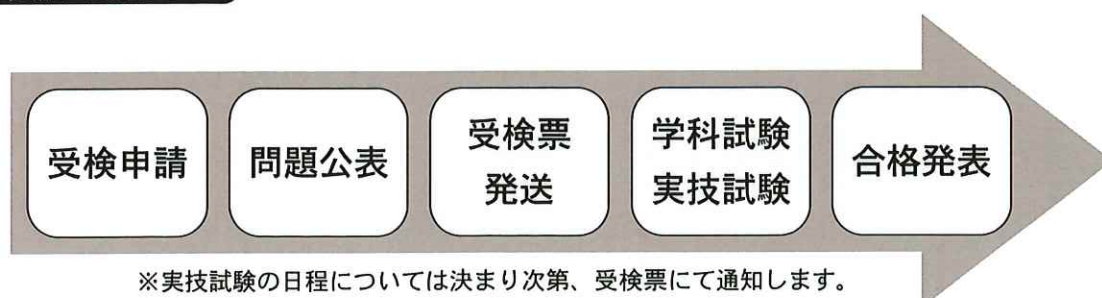 受検申請
問題公表
受検票
発送
学科試験
実技試験
合格発表
※実技試験の日程については決まり次第、受検票にて通知します。